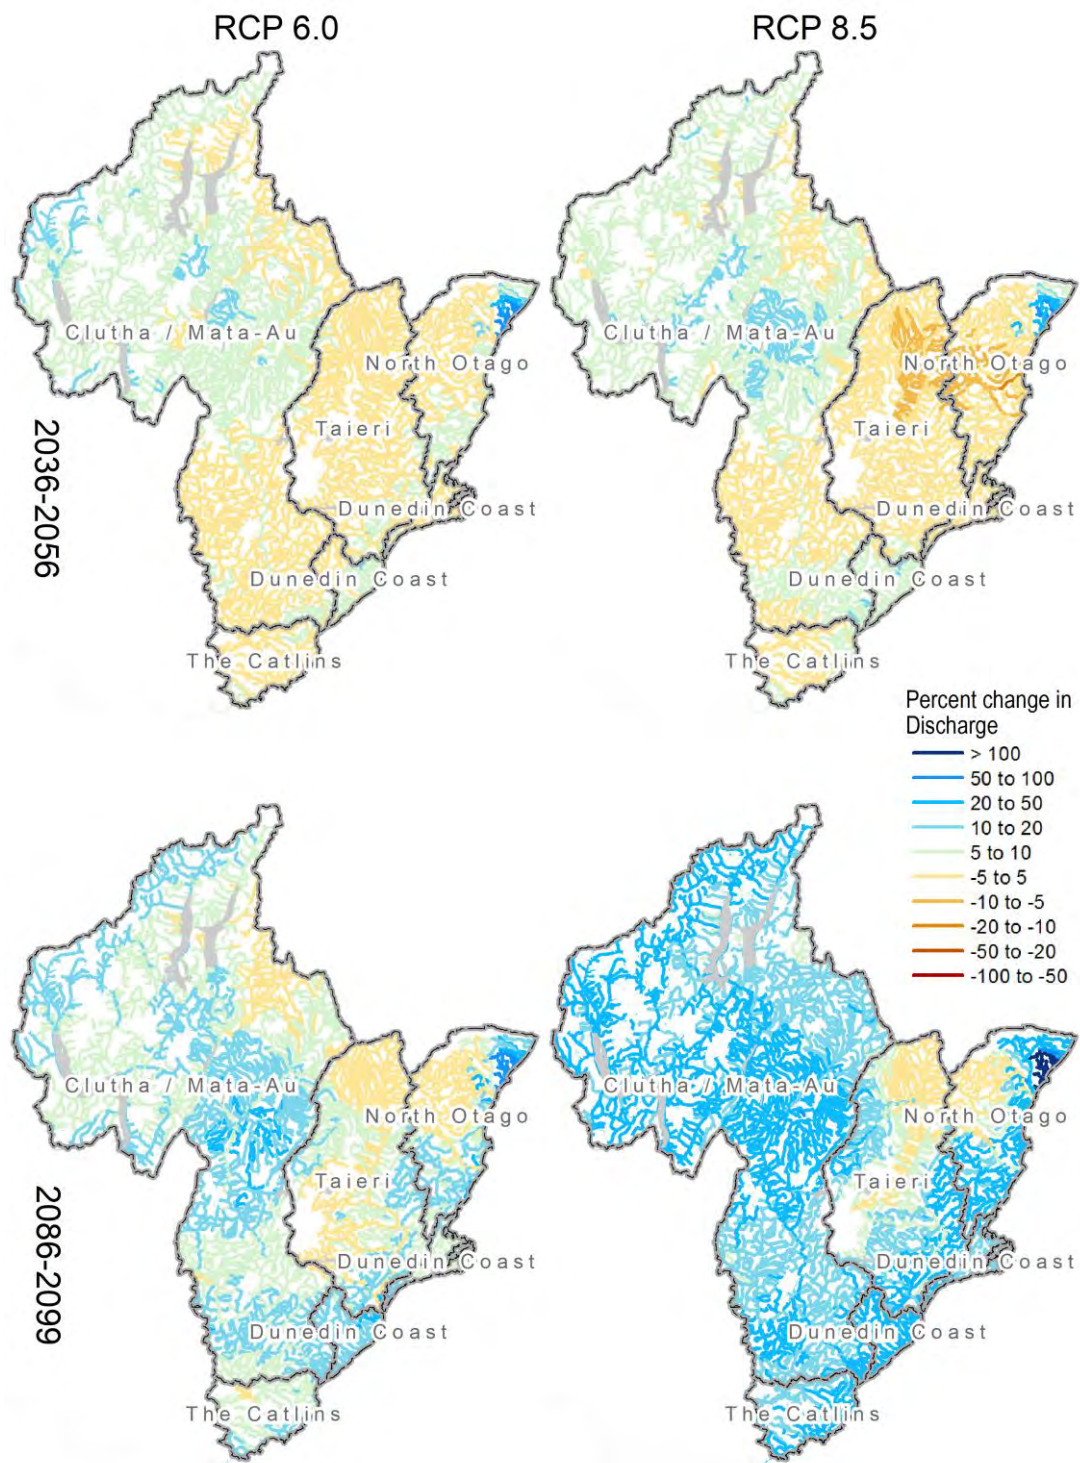 RCP 6.0
RCP 8.5
Clutha / Mata-Au
North Otago
Taieri
Dunedin Coast
Dunedin Coast
The Catlins
Clutha / Mata-Au
North Otago
Taieri
Dunedin Coast
Dunedin Coast
The Catlins
2036-2056
Percent change in
Discharge
> 100
50 to 100
20 to 50
10 to 20
5 to 10
-5 to 5
-10 to -5
-20 to -10
-50 to -20
-100 to -50
Clutha / Mata-Au
North Otago
Taieri
Dunedin Coast
Dunedin Coast
The Catlins
Clutha / Mata-Au
North Otago
Taieri
Dunedin Coast
Dunedin Coast
The Catlins
2086-2099